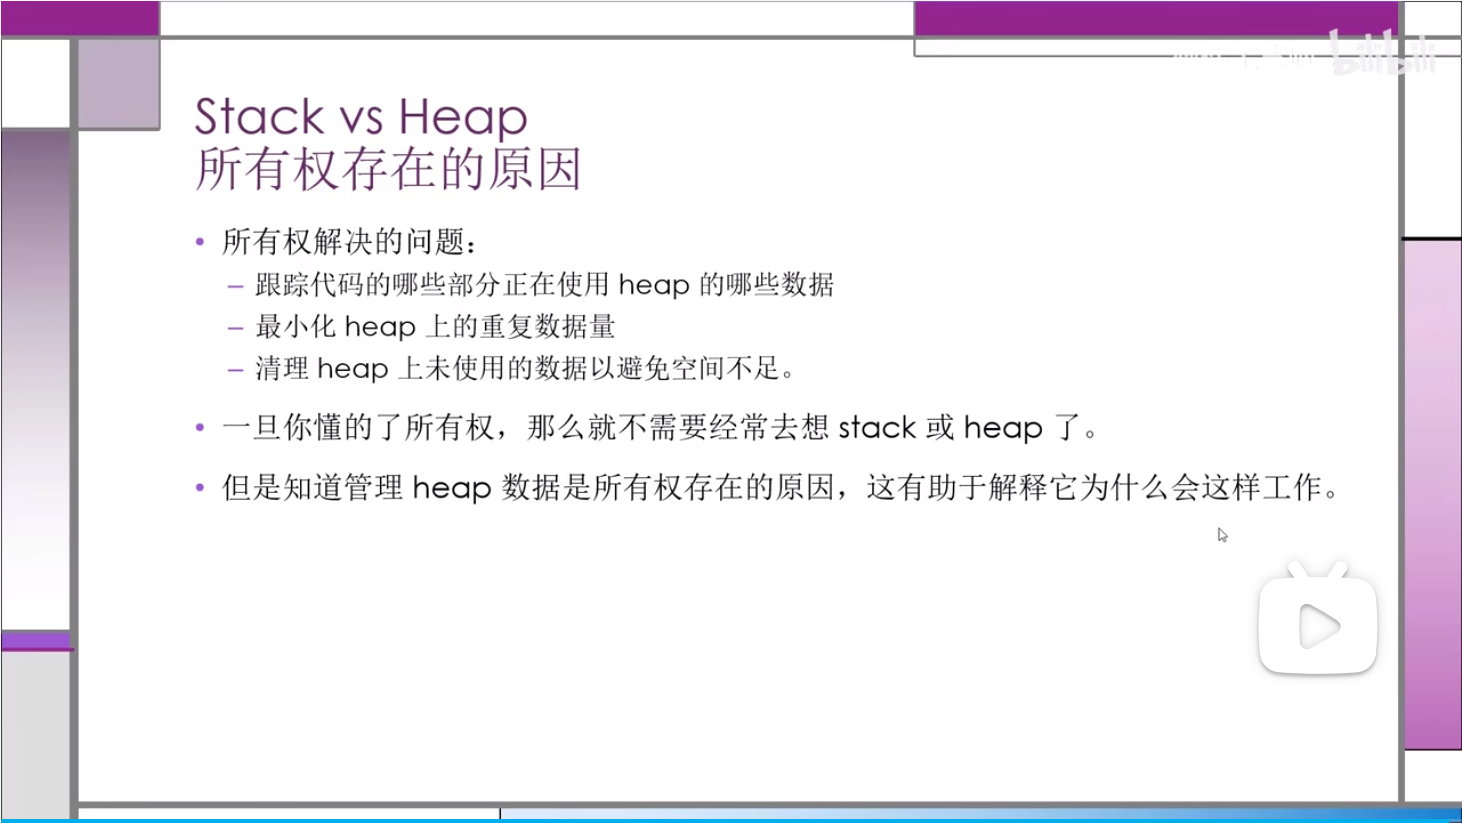 bilibili
Stack vs Heap
所有权存在的原因
• 所有权解决的问题：
– 跟踪代码的哪些部分正在使用 heap 的哪些数据
– 最小化 heap 上的重复数据量
– 清理 heap 上未使用的数据以避免空间不足。
• 一旦你懂的了所有权，那么就不需要经常去想 stack 或 heap 了。
• 但是知道管理 heap 数据是所有权存在的原因，这有助于解释它为什么会这样工作。